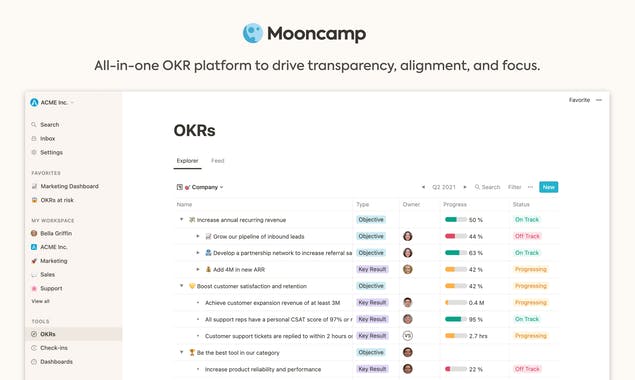 Mooncamp
All-in-one OKR platform to drive transparency, alignment, and focus.
ACME Inc.
Search
Inbox
Settings
FAVORITES
Marketing Dashboard
OKRs at risk
MY WORKSPACE
Bella Griffin
ACME Inc.
Marketing
Sales
Support
View all
TOOLS
OKRs
Check-ins
Dashboards
Favorite
OKRs
Explorer Feed
Company Q2 2021 Search Filter New
Name Type Owner Progress Status
Increase annual recurring revenue Objective 50 % On Track
Grow our pipeline of inbound leads Objective 44 % Off Track
Develop a partnership network to increase referral sa Objective 63 % On Track
Add 4M in new ARR Key Result 42 % Progressing
Boost customer satisfaction and retention Objective 42 % Progressing
Achieve customer expansion revenue of at least 3M Key Result 0.4 M Progressing
All support reps have a personal CSAT score of 97% or Key Result 95 % On Track
Customer support tickets are replied to within 2 hours o Key Result VS 2.7 hrs Progressing
Be the best tool in our category Objective
Increase product reliability and performance Key Result 22 % Off Track